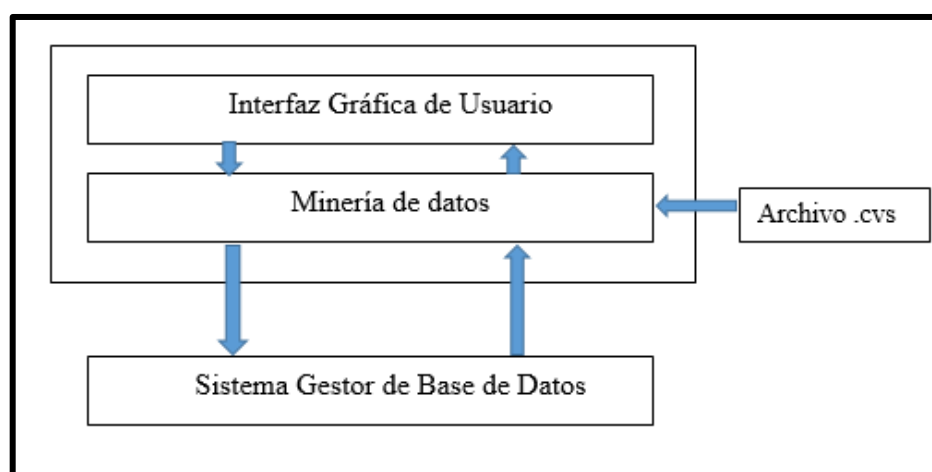 Interfaz Gráfica de Usuario
Minería de datos
Archivo .cvs
Sistema Gestor de Base de Datos